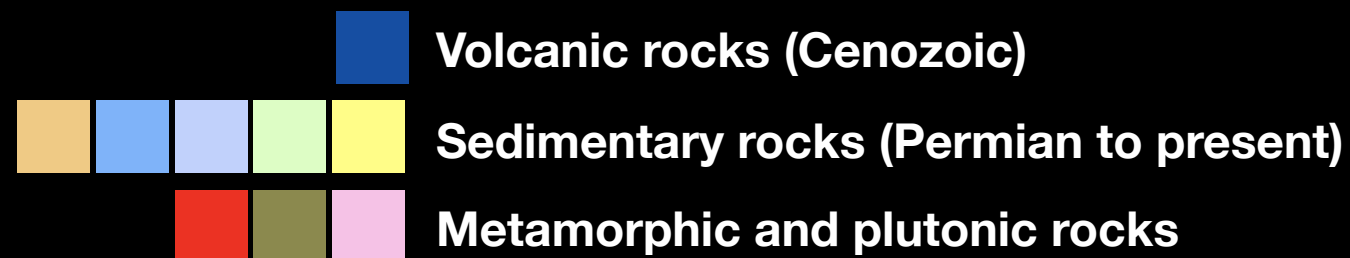 Volcanic rocks (Cenozoic)
Sedimentary rocks (Permian to present)
Metamorphic and plutonic rocks